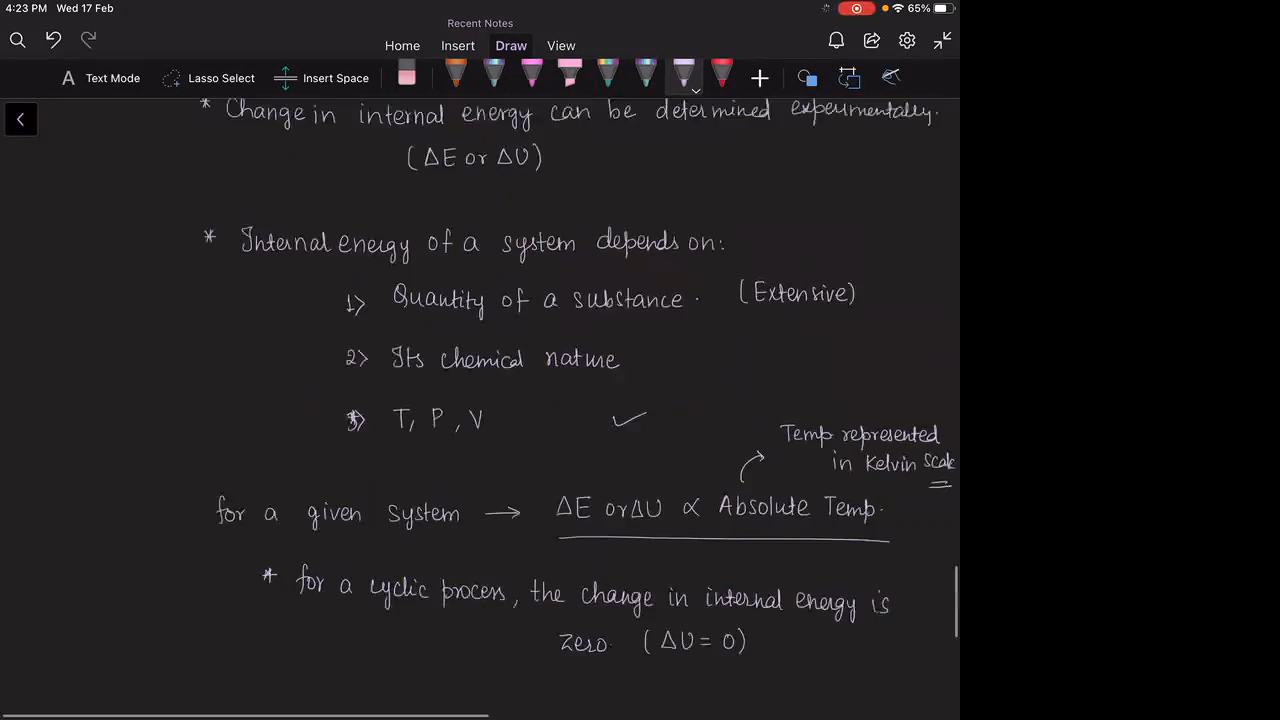 4:23 PM Wed 17 Feb
65%
Recent Notes
Home Insert Draw View
A Text Mode Lasso Select Insert Space
* Change in internal energy can be determined experimentally.
(ΔE or ΔU)
* Internal energy of a system depends on:
1> Quantity of a substance. (Extensive)
2> Its chemical nature
3> T, P, V ✓
Temp represented
in Kelvin scale
for a given system → ΔE or ΔU ∝ Absolute Temp.
* for a cyclic process, the change in internal energy is
zero. (ΔU = 0)